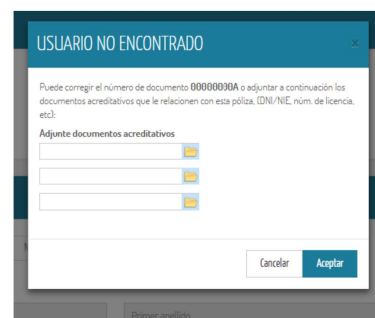 USUARIO NO ENCONTRADO
×
Puede corregir el número de documento 00000000A o adjuntar a continuación los
documentos acreditativos que le relacionen con esta póliza, (DNI/NIE, núm. de licencia,
etc):
Adjunte documentos acreditativos
Cancelar
Aceptar
Primer apellido